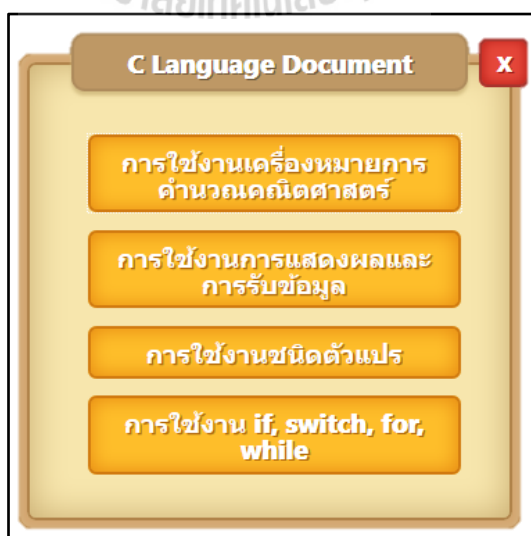 C Language Document
X
การใช้งานเครื่องหมายการ
คำนวณคณิตศาสตร์
การใช้งานการแสดงผลและ
การรับข้อมูล
การใช้งานชนิดตัวแปร
การใช้งาน if, switch, for,
while